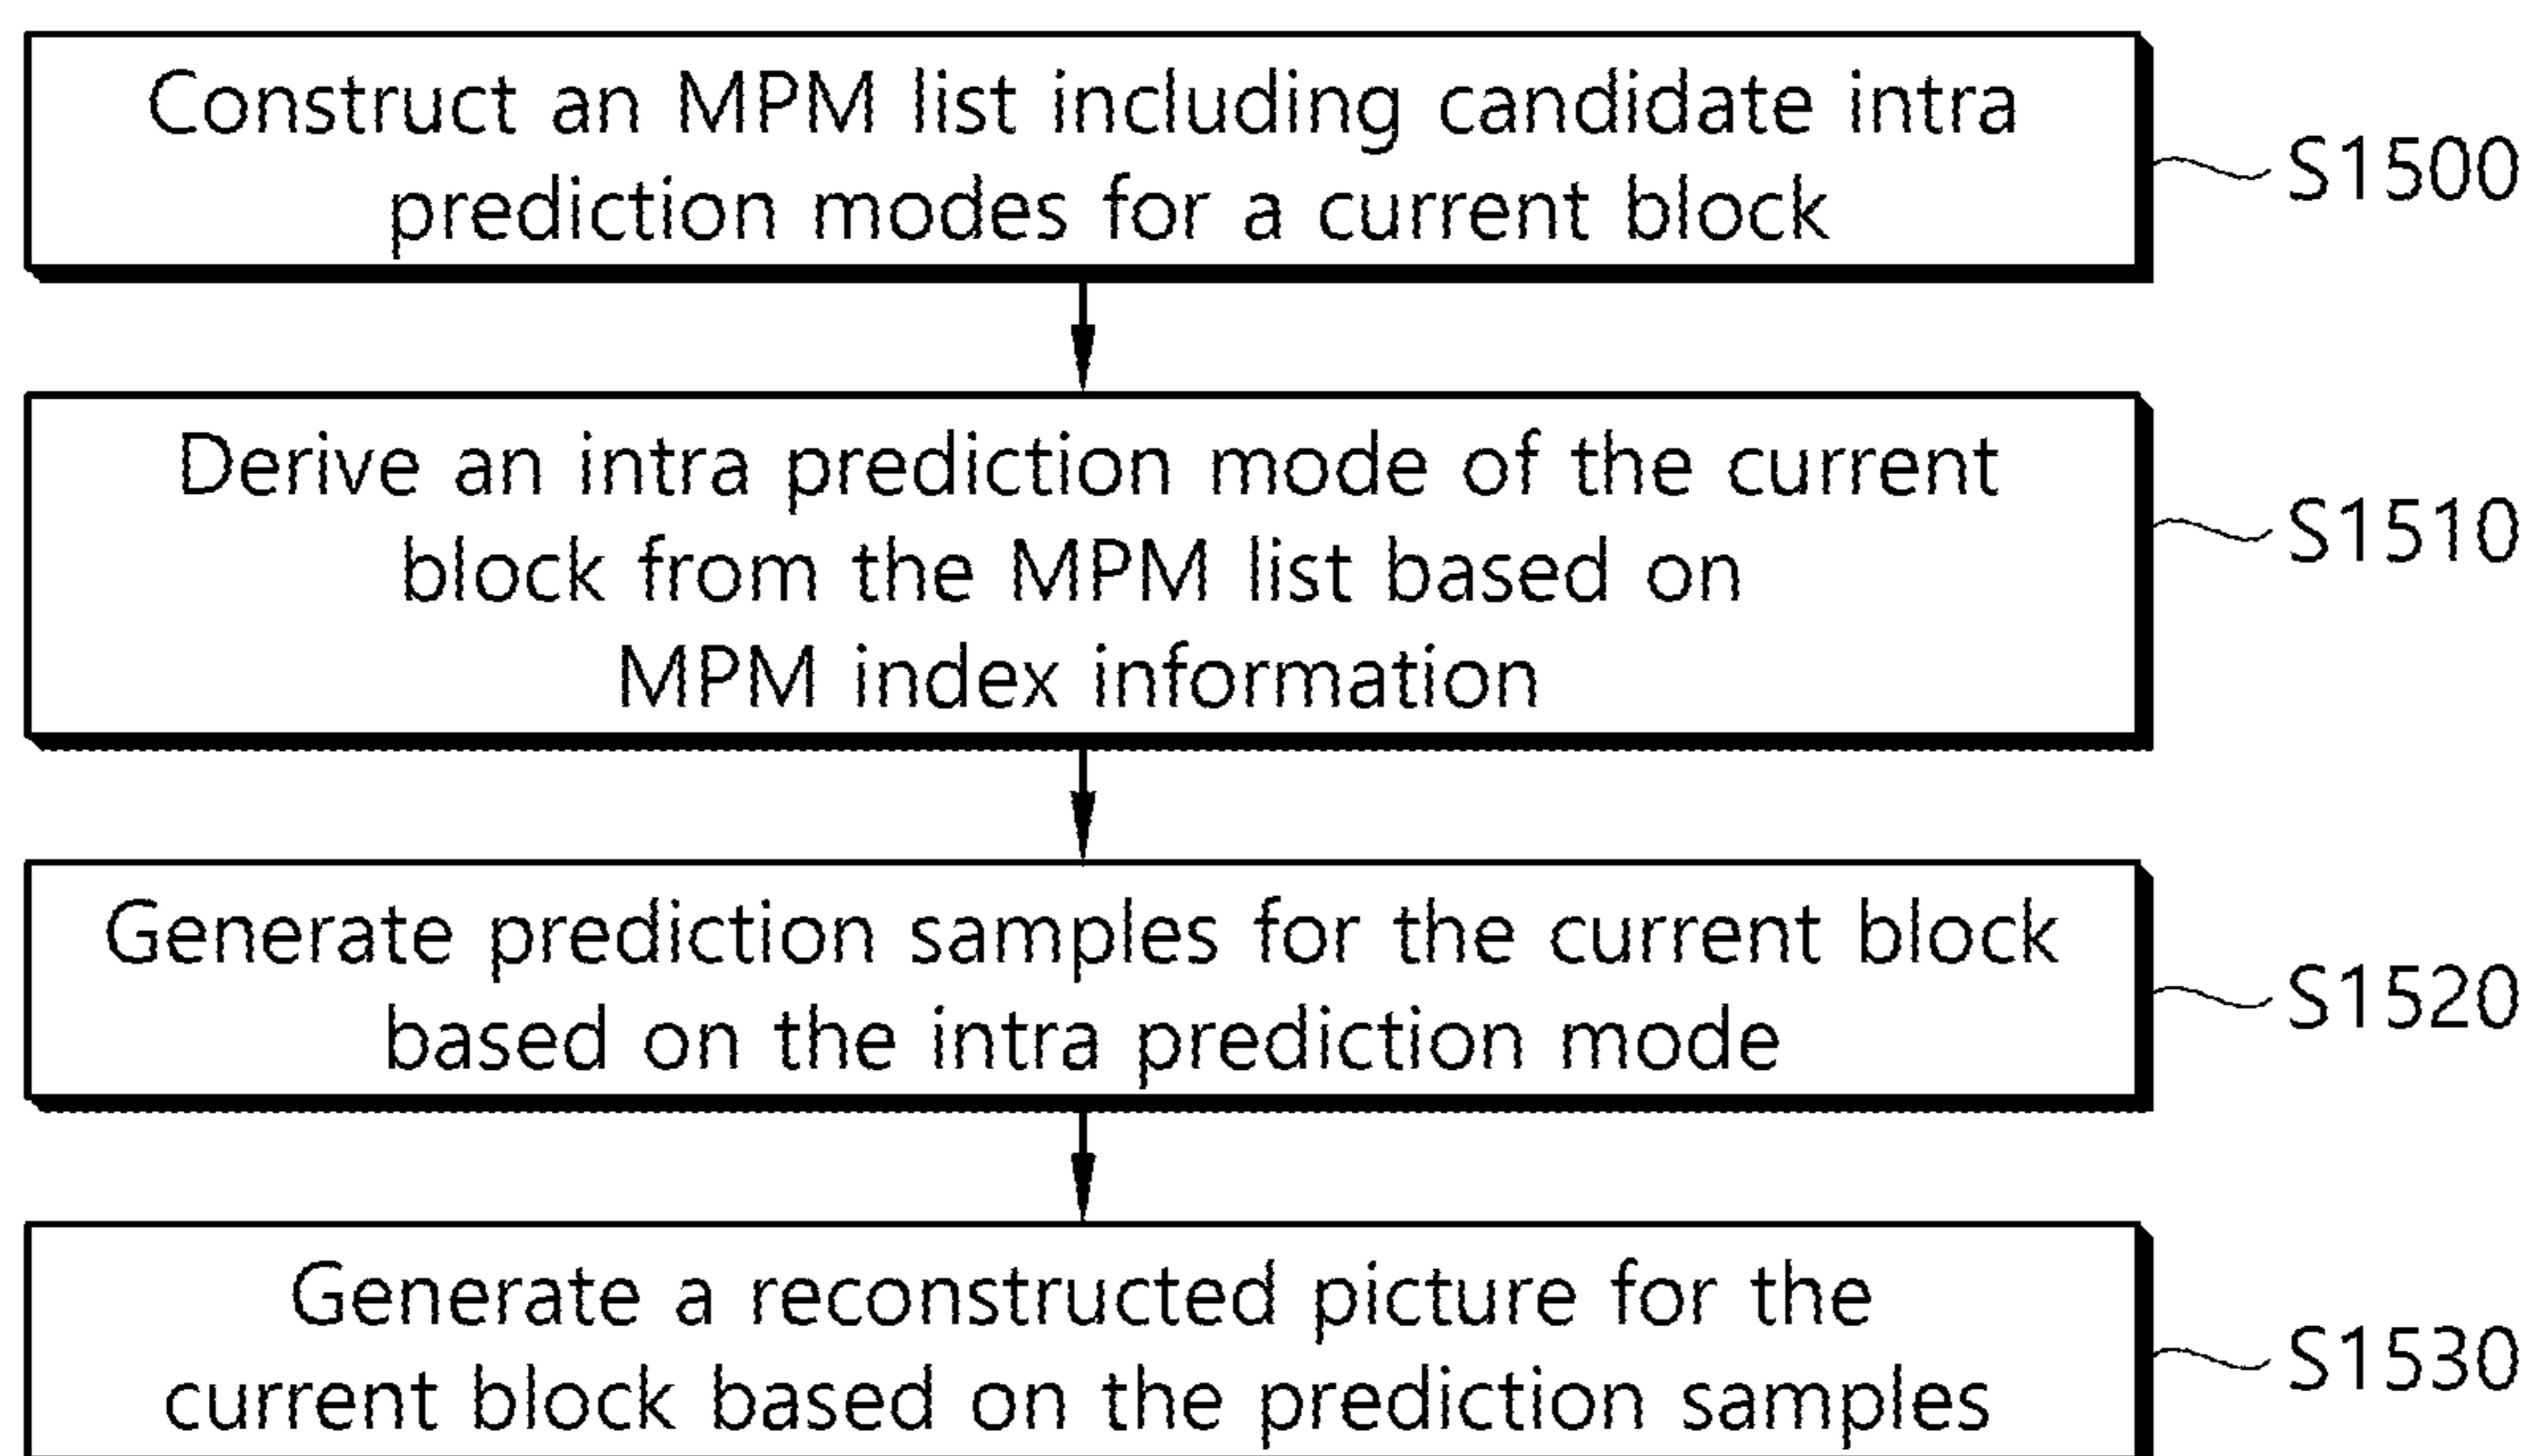 Construct an MPM list including candidate intra
prediction modes for a current block
S1500
Derive an intra prediction mode of the current
block from the MPM list based on
MPM index information
S1510
Generate prediction samples for the current block
based on the intra prediction mode
S1520
Generate a reconstructed picture for the
current block based on the prediction samples
S1530